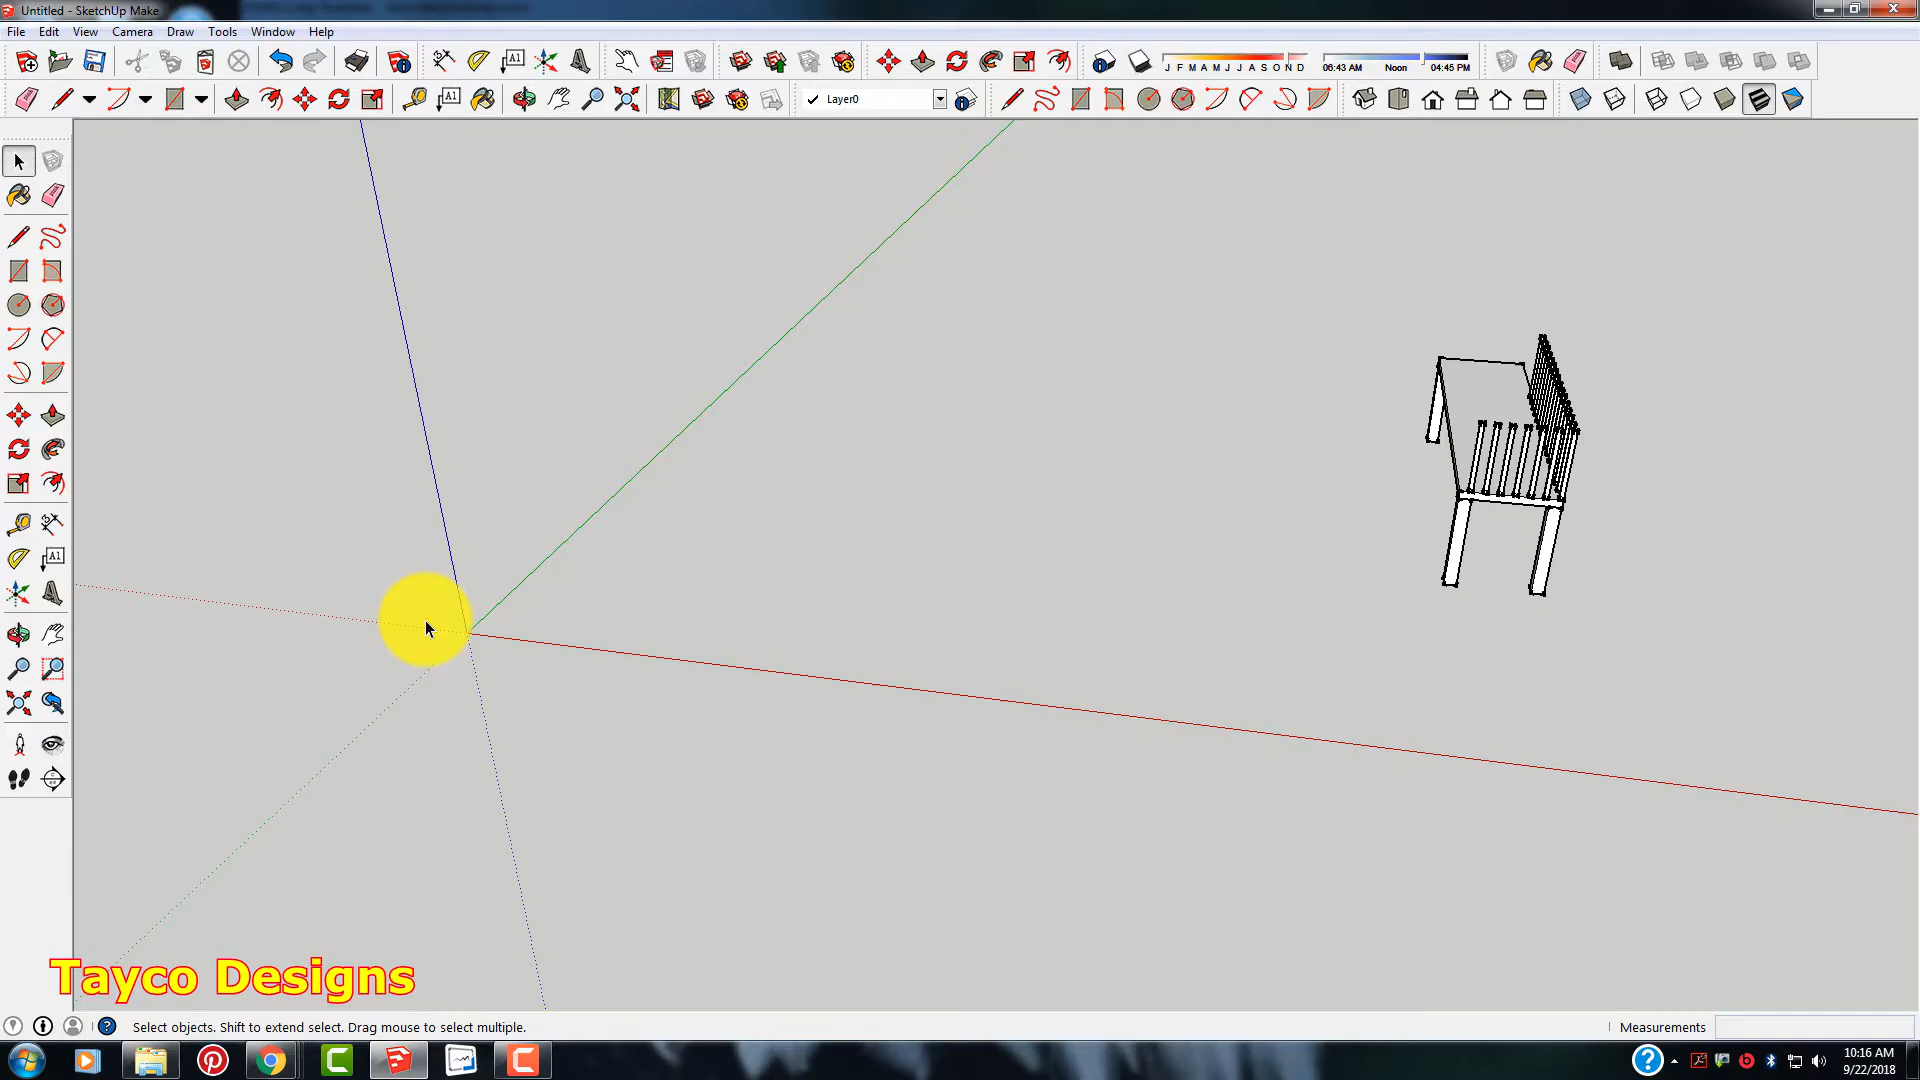 Untitled - SketchUp Make
File Edit View Camera Draw Tools Window Help
J F M A M J J A S O N D
06:43 AM Noon 04:45 PM
Layer0
Tayco Designs
Select objects. Shift to extend select. Drag mouse to select multiple.
Measurements
10:16 AM
9/22/2018